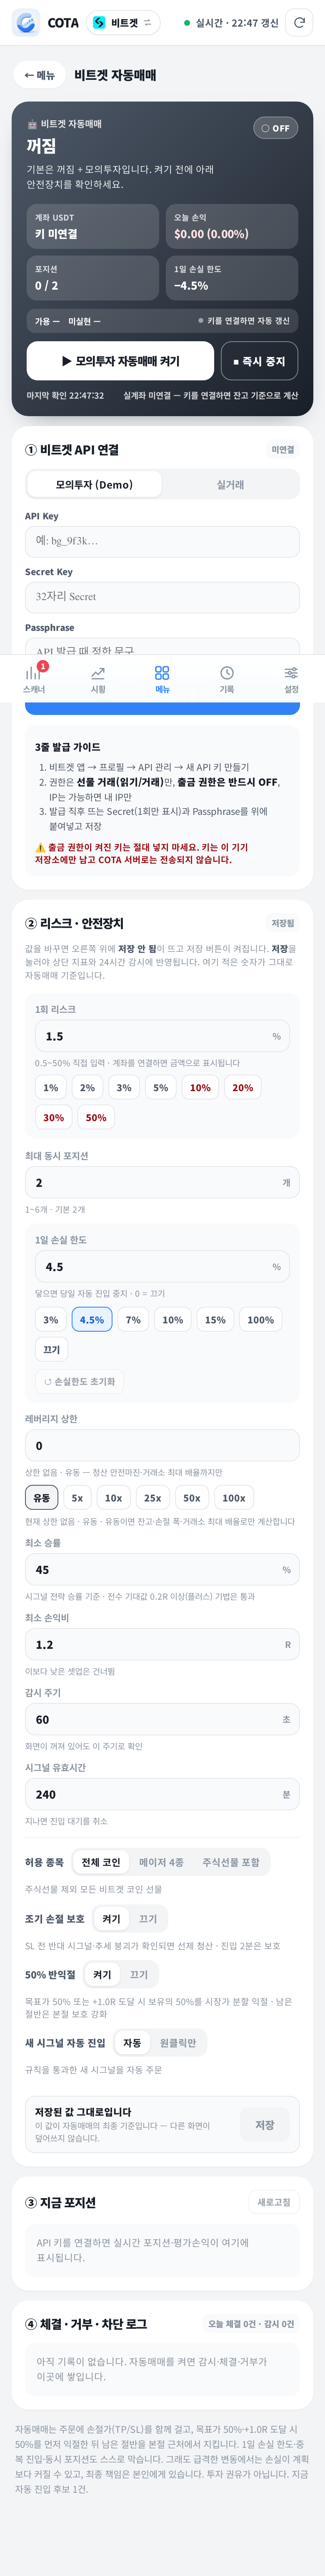 COTA
비트겟
실시간 · 22:47 갱신
← 메뉴
비트겟 자동매매
🤖 비트겟 자동매매
OFF
꺼짐
기본은 꺼짐 + 모의투자입니다. 켜기 전에 아래
안전장치를 확인하세요.
계좌 USDT
키 미연결
오늘 손익
$0.00 (0.00%)
포지션
0 / 2
1일 손실 한도
−4.5%
가용 — 미실현 —
키를 연결하면 자동 갱신
▶ 모의투자 자동매매 켜기
■ 즉시 중지
마지막 확인 22:47:32
실계좌 미연결 — 키를 연결하면 잔고 기준으로 계산
① 비트겟 API 연결
미연결
모의투자 (Demo)
실거래
API Key
예: bg_9f3k…
Secret Key
32자리 Secret
Passphrase
API 발급 때 정한 문구
1
스캐너
시황
메뉴
기록
설정
3줄 발급 가이드
1. 비트겟 앱 → 프로필 → API 관리 → 새 API 키 만들기
2. 권한은 선물 거래(읽기/거래)만, 출금 권한은 반드시 OFF,
IP는 가능하면 내 IP만
3. 발급 직후 뜨는 Secret(1회만 표시)과 Passphrase를 위에
붙여넣고 저장
⚠️ 출금 권한이 켜진 키는 절대 넣지 마세요. 키는 이 기기
저장소에만 남고 COTA 서버로는 전송되지 않습니다.
② 리스크 · 안전장치
저장됨
값을 바꾸면 오른쪽 위에 저장 안 됨이 뜨고 저장 버튼이 켜집니다. 저장을
눌러야 상단 지표와 24시간 감시에 반영됩니다. 여기 적은 숫자가 그대로
자동매매 기준입니다.
1회 리스크
1.5
%
0.5~50% 직접 입력 · 계좌를 연결하면 금액으로 표시됩니다
1%
2%
3%
5%
10%
20%
30%
50%
최대 동시 포지션
2
개
1~6개 · 기본 2개
1일 손실 한도
4.5
%
닿으면 당일 자동 진입 중지 · 0 = 끄기
3%
4.5%
7%
10%
15%
100%
끄기
손실한도 초기화
레버리지 상한
0
상한 없음 · 유동 — 청산 안전마진·거래소 최대 배율까지만
유동
5x
10x
25x
50x
100x
현재 상한 없음 · 유동 · 유동이면 잔고·손절 폭·거래소 최대 배율로만 계산합니다
최소 승률
45
%
시그널 전략 승률 기준 · 전수 기대값 0.2R 이상(플러스) 기법은 통과
최소 손익비
1.2
R
이보다 낮은 셋업은 건너뜀
감시 주기
60
초
화면이 꺼져 있어도 이 주기로 확인
시그널 유효시간
240
분
지나면 진입 대기를 취소
허용 종목
전체 코인
메이저 4종
주식선물 포함
주식선물 제외 모든 비트겟 코인 선물
조기 손절 보호
켜기
끄기
SL 전 반대 시그널·추세 붕괴가 확인되면 선제 청산 · 진입 2분은 보호
50% 반익절
켜기
끄기
목표가 50% 또는 +1.0R 도달 시 보유의 50%를 시장가 분할 익절 · 남은
절반은 본절 보호 강화
새 시그널 자동 진입
자동
원클릭만
규칙을 통과한 새 시그널을 자동 주문
저장된 값 그대로입니다
이 값이 자동매매의 최종 기준입니다 — 다른 화면이
덮어쓰지 않습니다.
저장
③ 지금 포지션
새로고침
API 키를 연결하면 실시간 포지션·평가손익이 여기에
표시됩니다.
④ 체결 · 거부 · 차단 로그
오늘 체결 0건 · 감시 0건
아직 기록이 없습니다. 자동매매를 켜면 감시·체결·거부가
이곳에 쌓입니다.
자동매매는 주문에 손절가(TP/SL)를 함께 걸고, 목표가 50%·+1.0R 도달 시
50%를 먼저 익절한 뒤 남은 절반을 본절 근처에서 지킵니다. 1일 손실 한도·중
복 진입·동시 포지션도 스스로 막습니다. 그래도 급격한 변동에서는 손실이 계획
보다 커질 수 있고, 최종 책임은 본인에게 있습니다. 투자 권유가 아닙니다. 지금
자동 진입 후보 1건.